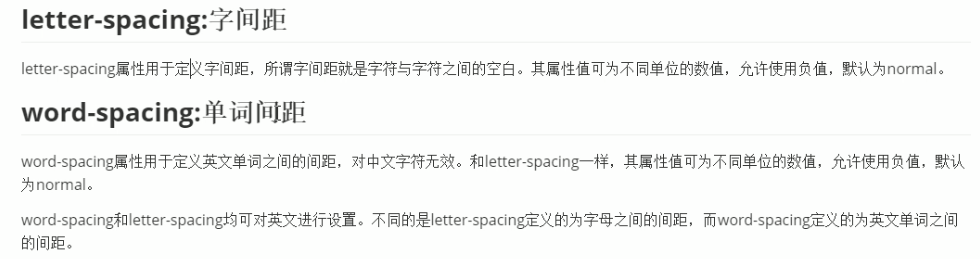 letter-spacing:字间距
letter-spacing属性用于定义字间距，所谓字间距就是字符与字符之间的空白。其属性值可为不同单位的数值，允许使用负值，默认为normal。
word-spacing:单词间距
word-spacing属性用于定义英文单词之间的间距，对中文字符无效。和letter-spacing一样，其属性值可为不同单位的数值，允许使用负值，默认
为normal。
word-spacing和letter-spacing均可对英文进行设置。不同的是letter-spacing定义的为字母之间的间距，而word-spacing定义的为英文单词之间
的间距。